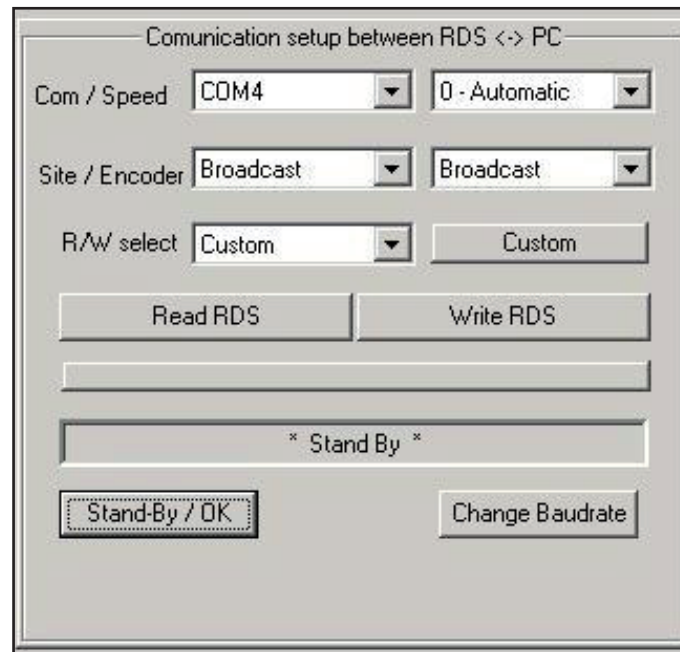 Comunication setup between RDS <-> PC
Com / Speed COM4 0 - Automatic
Site / Encoder Broadcast Broadcast
R/W select Custom Custom
Read RDS Write RDS
* Stand By *
Stand-By / OK Change Baudrate